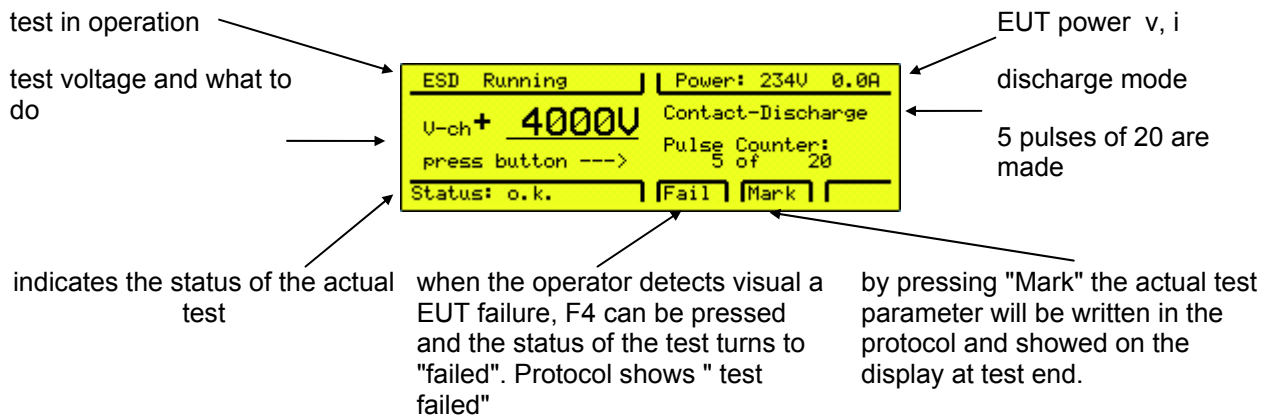 test in operation
EUT power v, i
test voltage and what to
do
discharge mode
5 pulses of 20 are
made
ESD Running
Power: 234V 0.0A
V-ch+ 4000V
Contact-Discharge
Pulse Counter:
press button --->
5 of 20
Status: o.k.
Fail
Mark
indicates the status of the actual
test
when the operator detects visual a
EUT failure, F4 can be pressed
and the status of the test turns to
"failed". Protocol shows " test
failed"
by pressing "Mark" the actual test
parameter will be written in the
protocol and showed on the
display at test end.